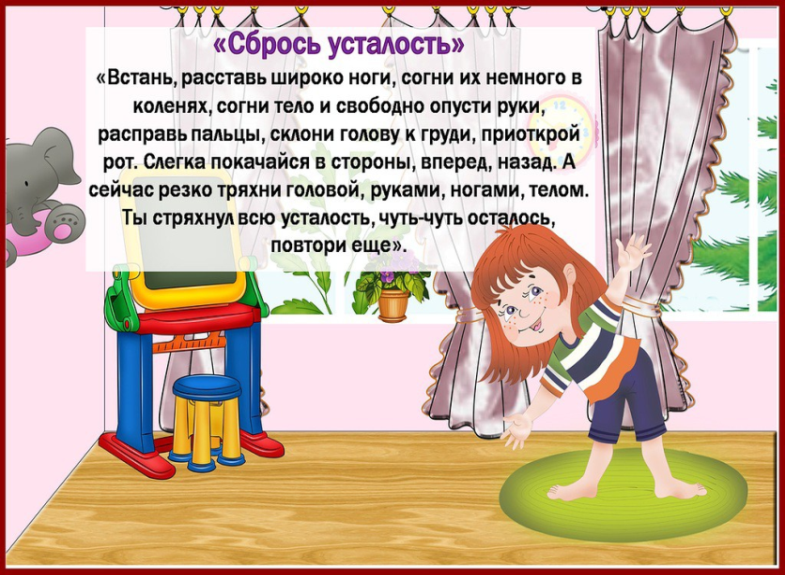 «Сбрось усталость»
«Встань, расставь широко ноги, согни их немного в
коленях, согни тело и свободно опусти руки,
расправь пальцы, склони голову к груди, приоткрой
рот. Слегка покачайся в стороны, вперед, назад. А
сейчас резко тряхни головой, руками, ногами, телом.
Ты стряхнул всю усталость, чуть-чуть осталось,
повтори еще».